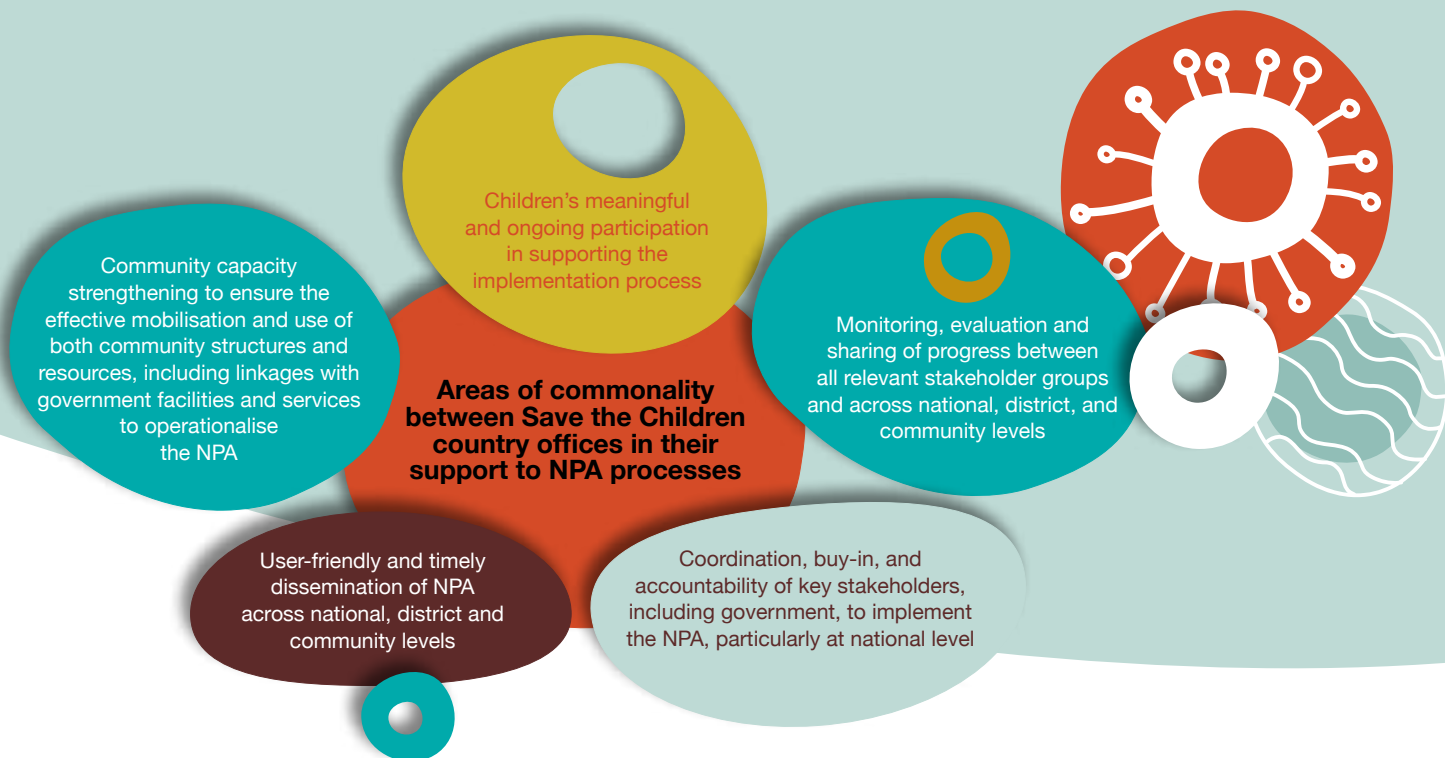 Children’s meaningful
and ongoing participation
in supporting the
implementation process
Community capacity
strengthening to ensure the
effective mobilisation and use of
both community structures and
resources, including linkages with
government facilities and services
to operationalise
the NPA
Monitoring, evaluation and
sharing of progress between
all relevant stakeholder groups
and across national, district, and
community levels
Areas of commonality
between Save the Children
country offices in their
support to NPA processes
User-friendly and timely
dissemination of NPA
across national, district and
community levels
Coordination, buy-in, and
accountability of key stakeholders,
including government, to implement
the NPA, particularly at national level